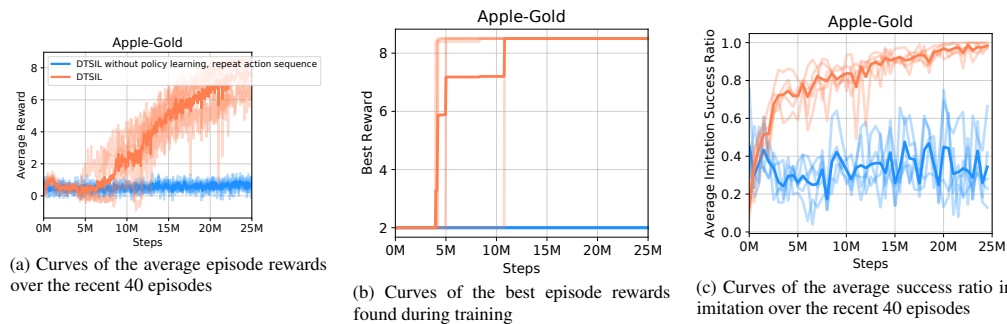 Apple-Gold
DTSIL without policy learning, repeat action sequence
DTSIL
Average Reward
8
6
4
2
0
0M 5M 10M 15M 20M 25M
Steps
(a) Curves of the average episode rewards
over the recent 40 episodes
Apple-Gold
Best Reward
8
7
6
5
4
3
2
0M 5M 10M 15M 20M 25M
Steps
(b) Curves of the best episode rewards
found during training
Apple-Gold
Average Imitation Success Ratio
1.0
0.8
0.6
0.4
0.2
0.0
0M 5M 10M 15M 20M 25M
Steps
(c) Curves of the average success ratio in
imitation over the recent 40 episodes